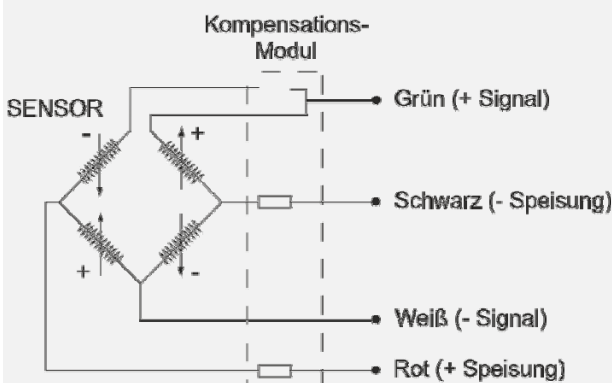 Kompensations-
Modul
SENSOR
Grün (+ Signal)
- +
Schwarz (- Speisung)
+ -
Weiß (- Signal)
Rot (+ Speisung)